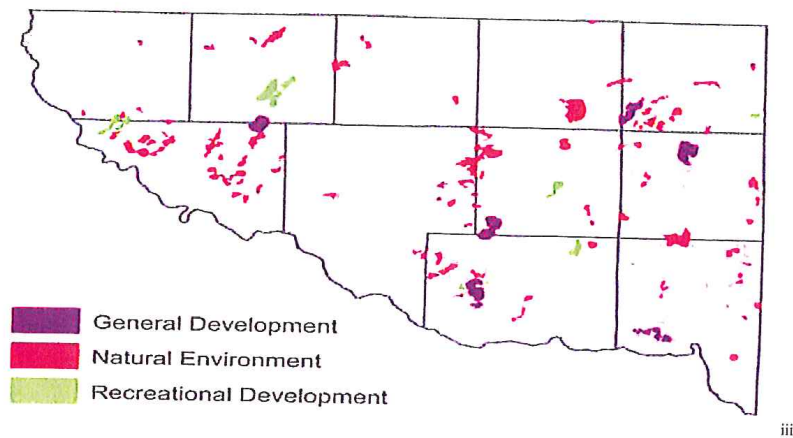 General Development
Natural Environment
Recreational Development
iii